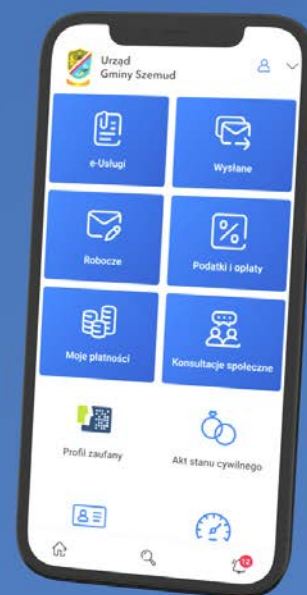 Urząd
Gminy Szemud
e-Usługi
Wysłane
Robocze
Podatki i opłaty
Moje płatności
Konsultacje społeczne
Profil zaufany
Akt stanu cywilnego
12